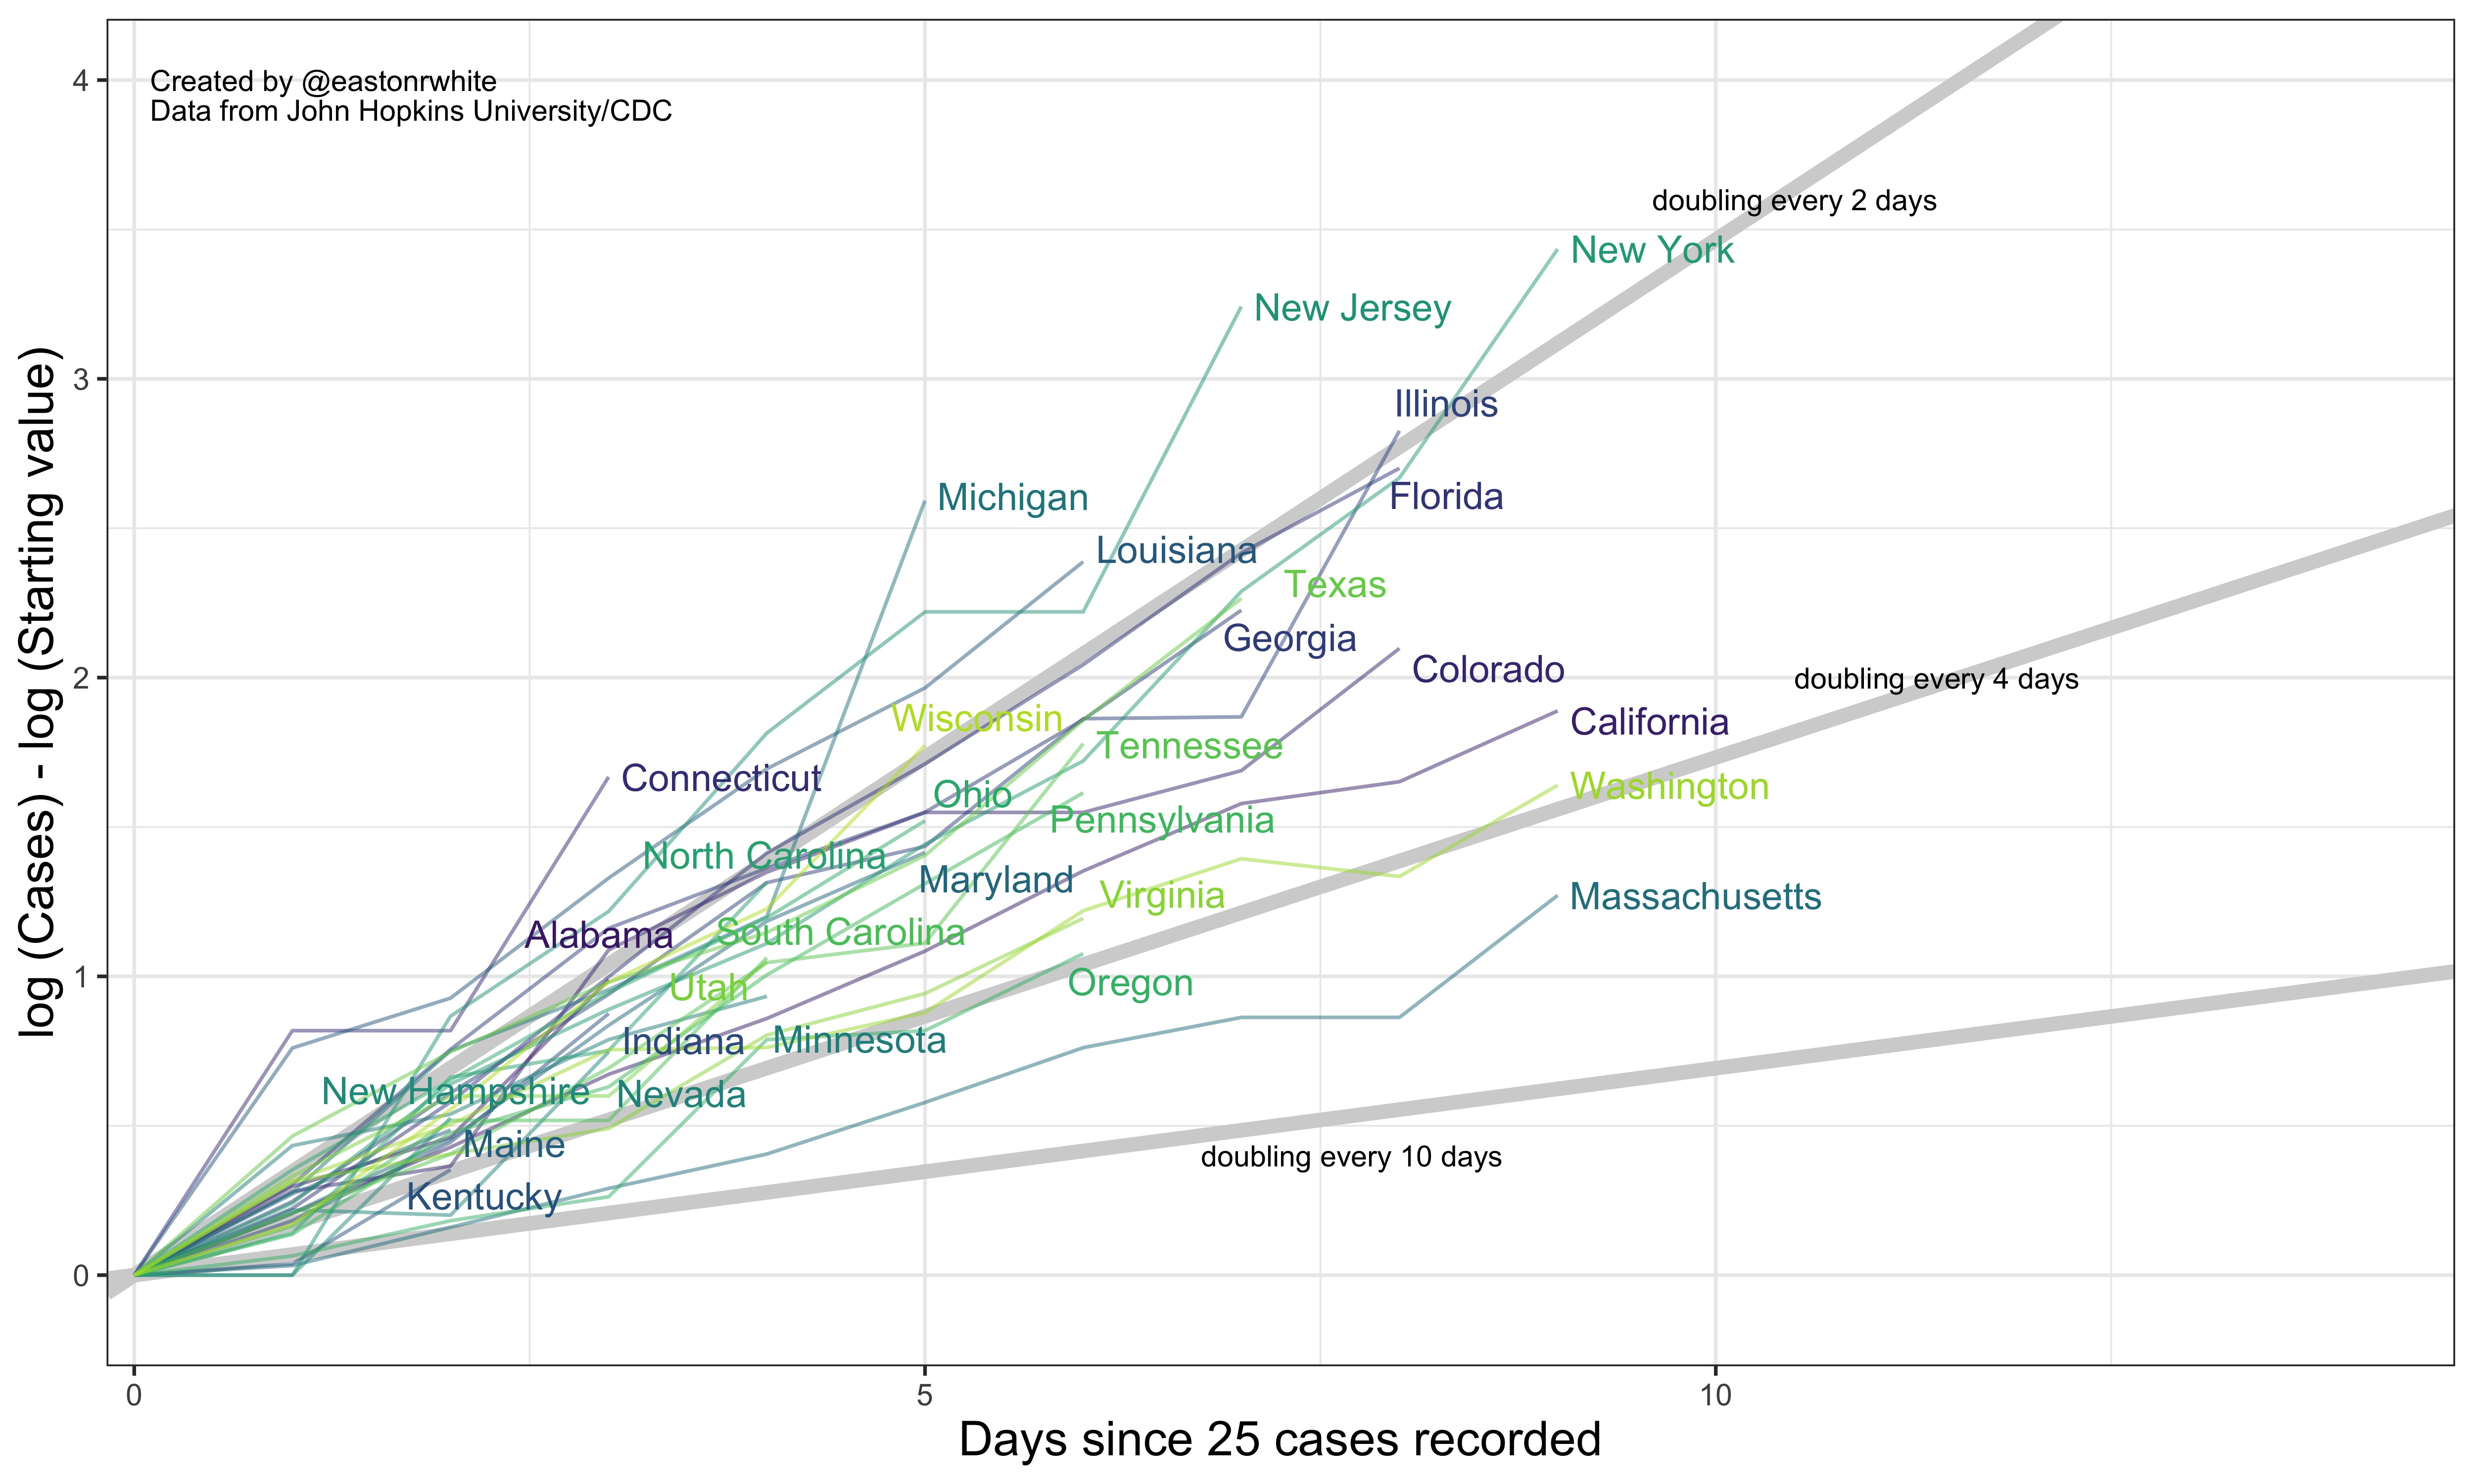 4
Created by @eastonrwhite
Data from John Hopkins University/CDC
doubling every 2 days
New York
New Jersey
3
Illinois
Michigan
Florida
Louisiana
Texas
Georgia
Colorado
2
doubling every 4 days
Wisconsin
California
Tennessee
Connecticut
Washington
Ohio
Pennsylvania
North Carolina
Maryland
Virginia
Massachusetts
Alabama
South Carolina
1
Utah
Oregon
Indiana
Minnesota
New Hampshire
Nevada
Maine
doubling every 10 days
Kentucky
0
log (Cases) - log (Starting value)
0
5
10
Days since 25 cases recorded